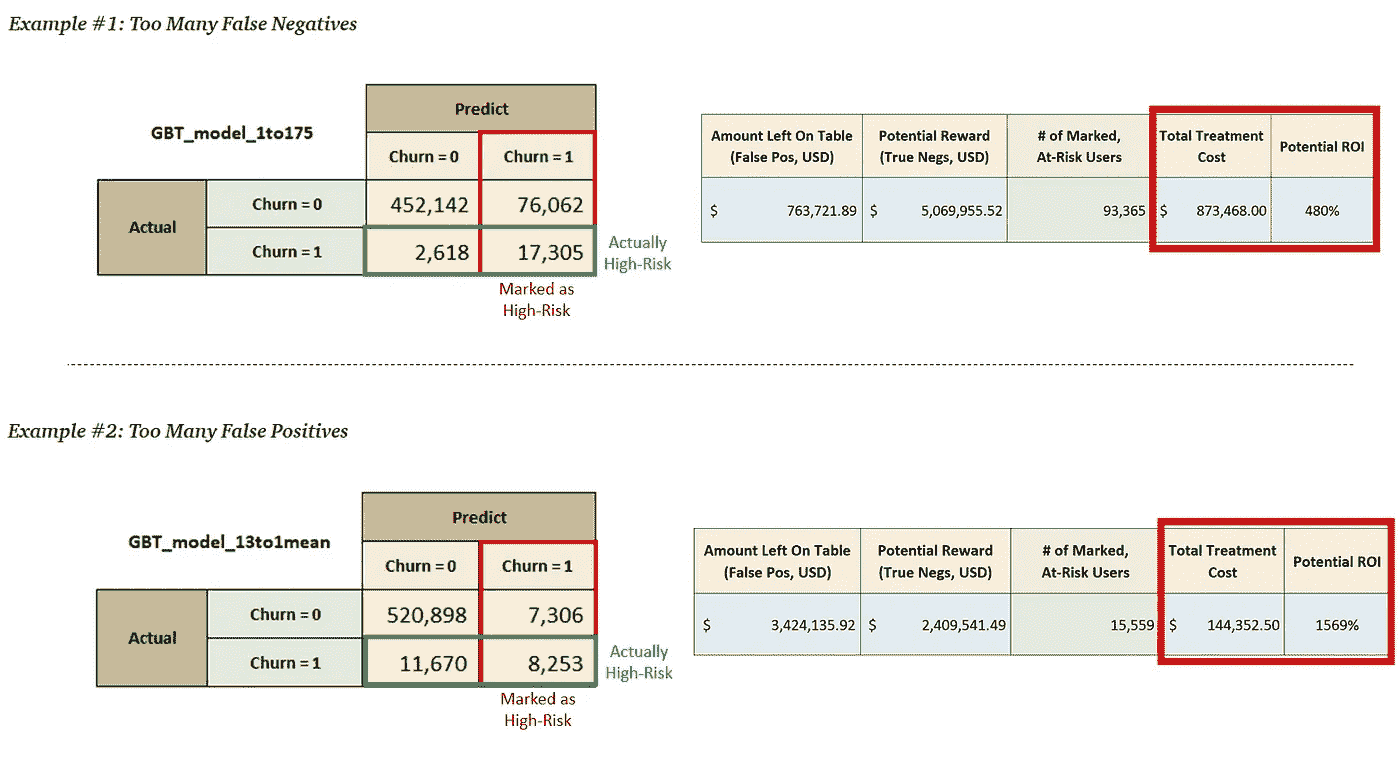 Example #1: Too Many False Negatives
GBT_model_1to175
Predict
Churn = 0 Churn = 1
Actual
Churn = 0 452,142 76,062
Churn = 1 2,618 17,305
Actually
High-Risk
Marked as
High-Risk
Amount Left On Table
(False Pos, USD)
Potential Reward
(True Negs, USD)
# of Marked,
At-Risk Users
Total Treatment
Cost
Potential ROI
$ 763,721.89 $ 5,069,955.52 93,365 $ 873,468.00 480%
Example #2: Too Many False Positives
GBT_model_13to1mean
Predict
Churn = 0 Churn = 1
Actual
Churn = 0 520,898 7,306
Churn = 1 11,670 8,253
Actually
High-Risk
Marked as
High-Risk
Amount Left On Table
(False Pos, USD)
Potential Reward
(True Negs, USD)
# of Marked,
At-Risk Users
Total Treatment
Cost
Potential ROI
$ 3,424,135.92 $ 2,409,541.49 15,559 $ 144,352.50 1569%